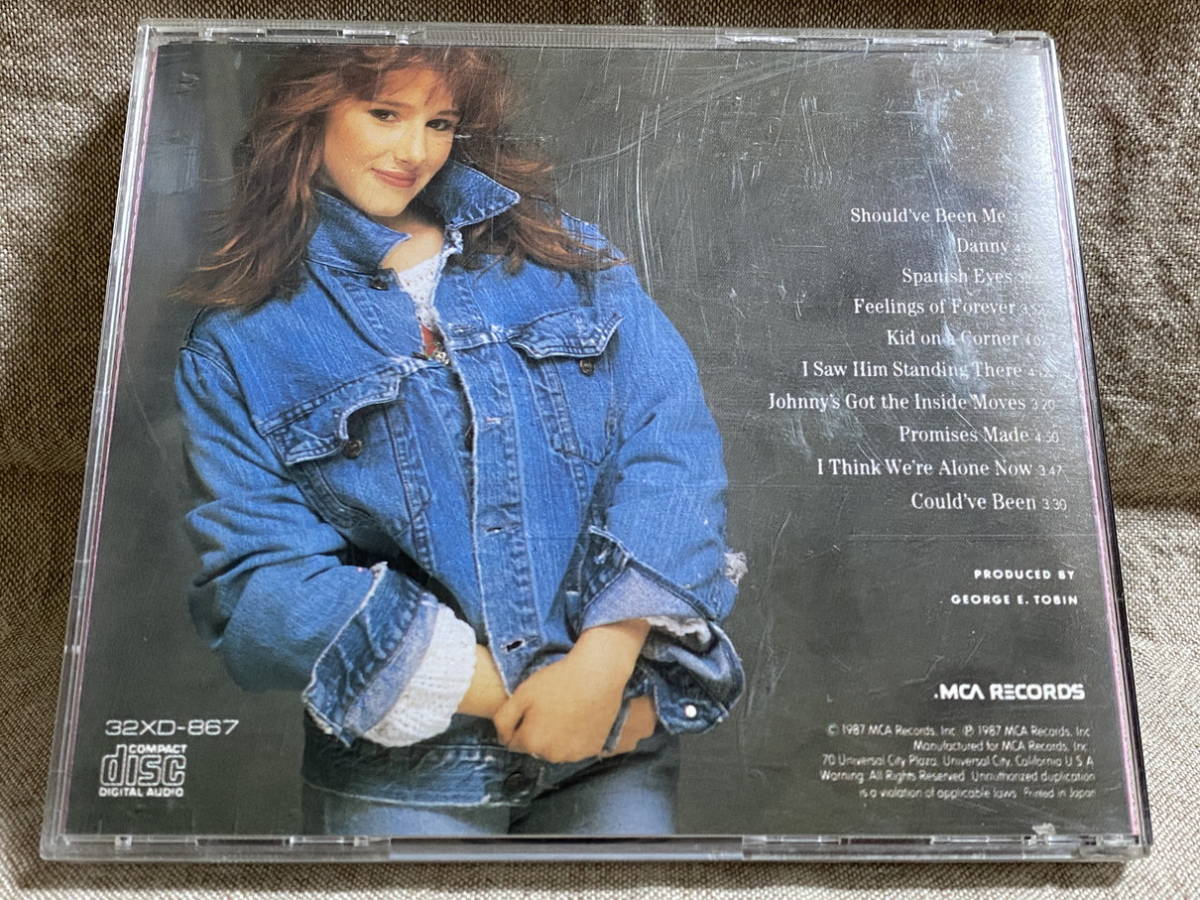 Should've Been Me
Danny
Spanish Eyes
Feelings of Forever
Kid on a Corner
I Saw Him Standing There
Johnny's Got the Inside Moves 3.20
Promises Made 4.30
I Think We're Alone Now 3.47
Could've Been 3.30
PRODUCED BY
GEORGE E. TOBIN
MCA RECORDS
© 1987 MCA Records, Inc. ℗ 1987 MCA Records, Inc
Manufactured for MCA Records, Inc.,
70 Universal City Plaza, Universal City, California U.S.A
Warning: All Rights Reserved. Unauthorized duplication
is a violation of applicable laws. Printed in Japan
32XD-867
COMPACT
disc
DIGITAL AUDIO